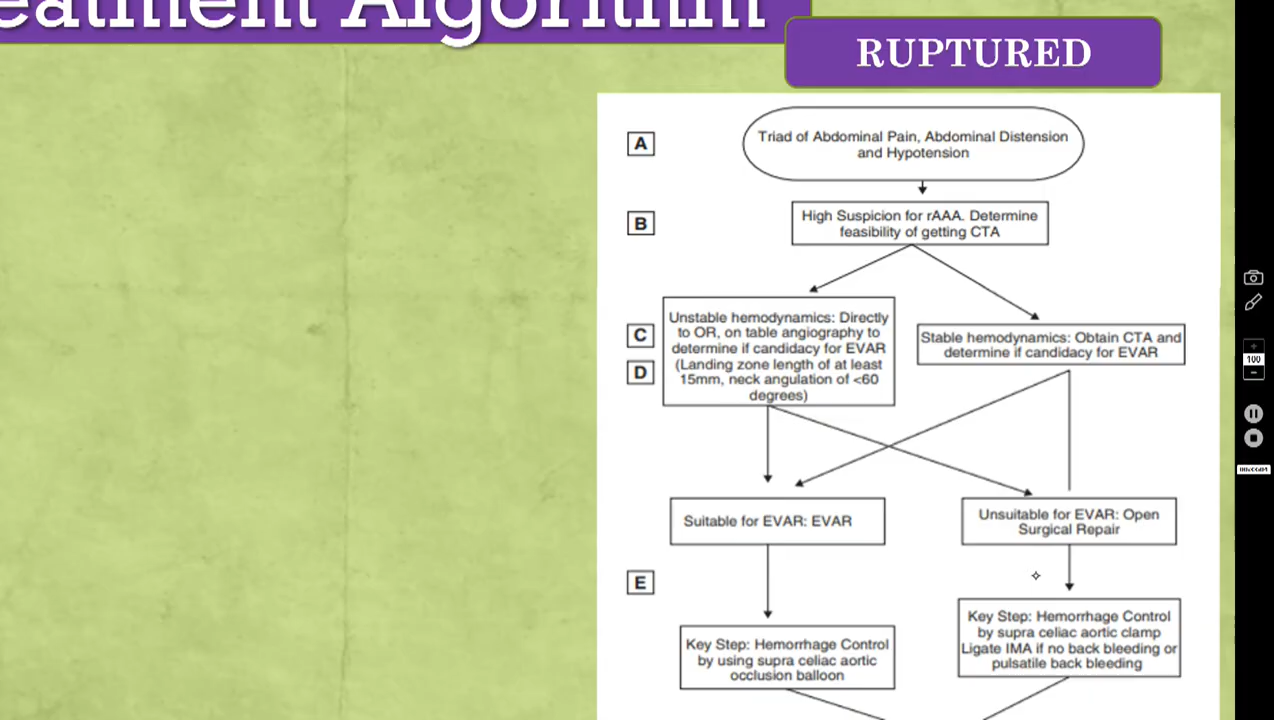 eatment Algorithm
RUPTURED
A
Triad of Abdominal Pain, Abdominal Distension
and Hypotension
B
High Suspicion for rAAA. Determine
feasibility of getting CTA
C
D
Unstable hemodynamics: Directly
to OR, on table angiography to
determine if candidacy for EVAR
(Landing zone length of at least
15mm, neck angulation of <60
degrees)
Stable hemodynamics: Obtain CTA and
determine if candidacy for EVAR
Suitable for EVAR: EVAR
Unsuitable for EVAR: Open
Surgical Repair
E
Key Step: Hemorrhage Control
by using supra celiac aortic
occlusion balloon
Key Step: Hemorrhage Control
by supra celiac aortic clamp
Ligate IMA if no back bleeding or
pulsatile back bleeding
100